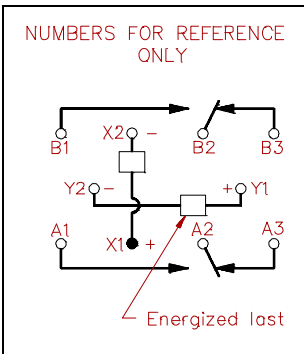 NUMBERS FOR REFERENCE
ONLY
X2 -
B1 B2 B3
Y2 - + Y1
A1 X1 + A2 A3
Energized last